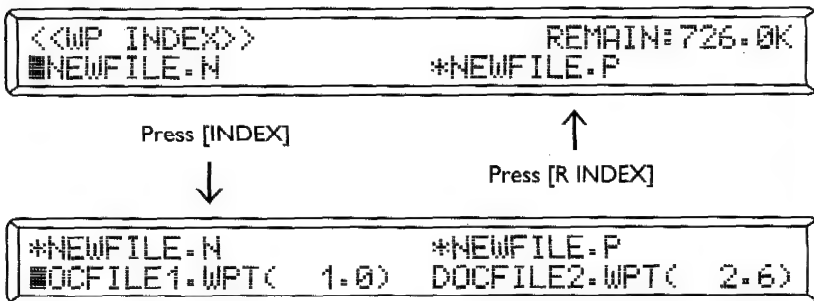 <<WP INDEX>> REMAIN:726.0K
█NEWFILE.N *NEWFILE.P
Press [INDEX]
Press [R INDEX]
*NEWFILE.N *NEWFILE.P
█OCFILE1.WPT( 1.0) DOCFILE2.WPT( 2.6)